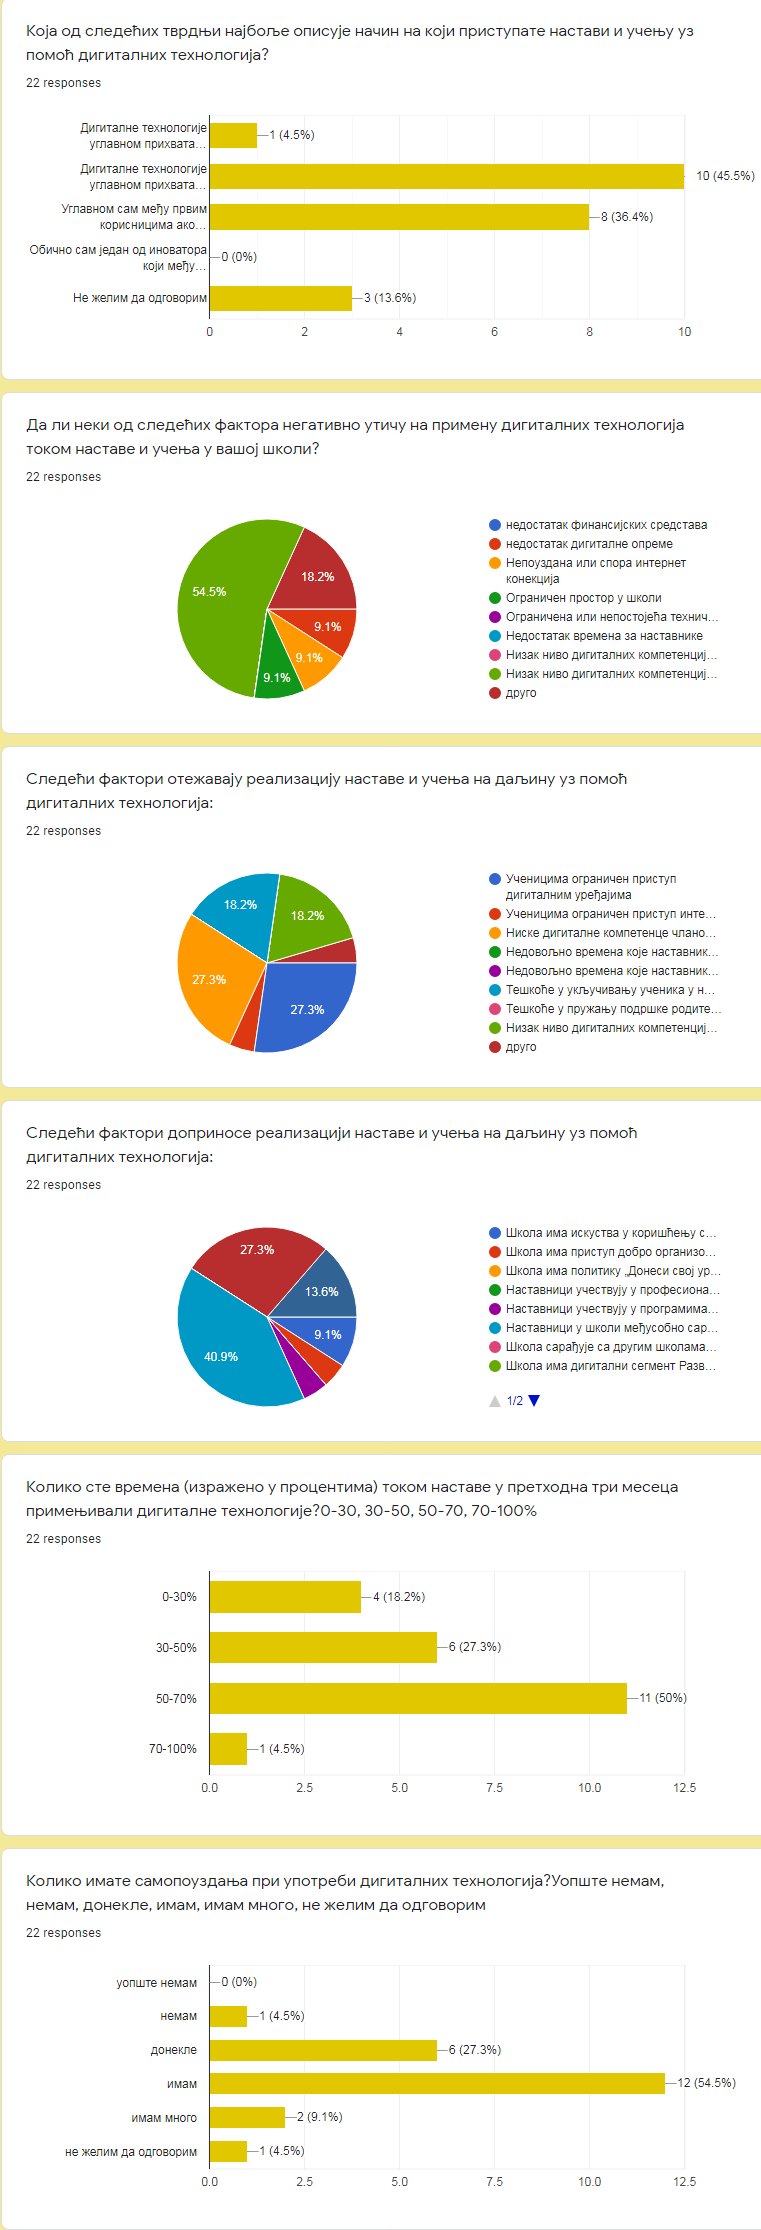 Која од следећих тврдњи најбоље описује начин на који приступате настави и учењу уз
помоћ дигиталних технологија?
22 responses
Дигиталне технологије
углавном прихвата…
1 (4.5%)
Дигиталне технологије
углавном прихвата…
10 (45.5%)
Углавном сам међу првим
корисницима ако…
8 (36.4%)
Обично сам један од иноватора
који међу…
0 (0%)
Не желим да одговорим
3 (13.6%)
0 2 4 6 8 10
Да ли неки од следећих фактора негативно утичу на примену дигиталних технологија
током наставе и учења у вашој школи?
22 responses
54.5%
18.2%
9.1%
9.1%
9.1%
недостатак финансијских средстава
недостатак дигиталне опреме
Непоуздана или спора интернет
конекција
Ограничен простор у школи
Ограничена или непостојећа технич…
Недостатак времена за наставнике
Низак ниво дигиталних компетенциј…
Низак ниво дигиталних компетенциј…
друго
Следећи фактори отежавају реализацију наставе и учења на даљину уз помоћ
дигиталних технологија:
22 responses
18.2%
18.2%
27.3%
27.3%
Ученицима ограничен приступ
дигиталним уређајима
Ученицима ограничен приступ инте…
Ниске дигиталне компетенце члано…
Недовољно времена које наставник…
Недовољно времена које наставник…
Тешкоће у укључивању ученика у н…
Тешкоће у пружању подршке родите…
Низак ниво дигиталних компетенциј…
друго
Следећи фактори доприносе реализацији наставе и учења на даљину уз помоћ
дигиталних технологија:
22 responses
27.3%
13.6%
9.1%
40.9%
Школа има искуства у коришћењу с…
Школа има приступ добро организо…
Школа има политику „Донеси свој ур…
Наставници учествују у професиона…
Наставници учествују у програмима…
Наставници у школи међусобно сар…
Школа сарађује са другим школама…
Школа има дигитални сегмент Разв…
1/2
Колико сте времена (изражено у процентима) током наставе у претходна три месеца
примењивали дигиталне технологије?0-30, 30-50, 50-70, 70-100%
22 responses
0-30%
4 (18.2%)
30-50%
6 (27.3%)
50-70%
11 (50%)
70-100%
1 (4.5%)
0.0 2.5 5.0 7.5 10.0 12.5
Колико имате самопоуздања при употреби дигиталних технологија?Уопште немам,
немам, донекле, имам, имам много, не желим да одговорим
22 responses
уопште немам
0 (0%)
немам
1 (4.5%)
донекле
6 (27.3%)
имам
12 (54.5%)
имам много
2 (9.1%)
не желим да одговорим
1 (4.5%)
0.0 2.5 5.0 7.5 10.0 12.5